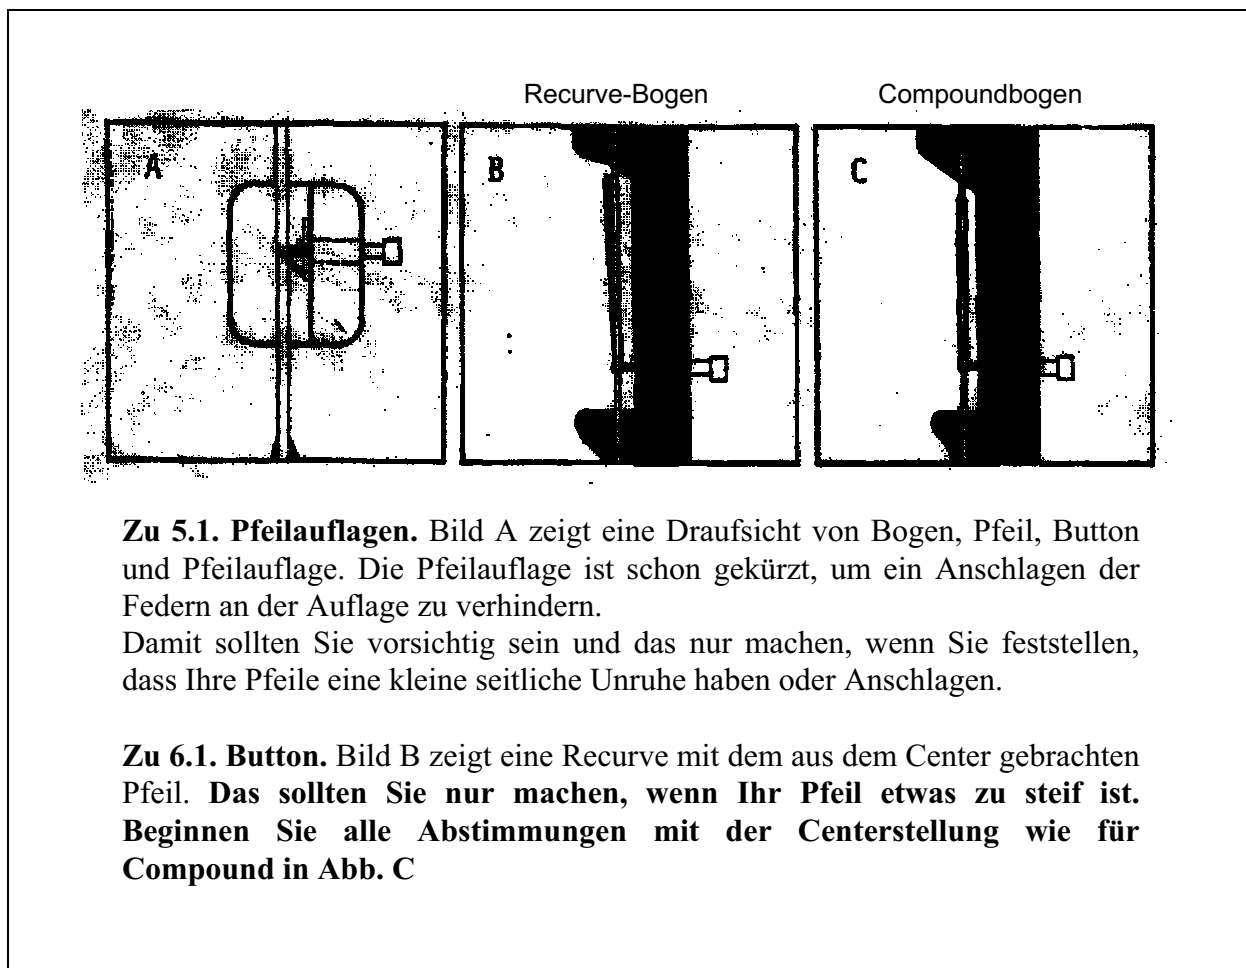 Recurve-Bogen Compoundbogen
A B C
Zu 5.1. Pfeilauflagen. Bild A zeigt eine Draufsicht von Bogen, Pfeil, Button
und Pfeilauflage. Die Pfeilauflage ist schon gekürzt, um ein Anschlagen der
Federn an der Auflage zu verhindern.
Damit sollten Sie vorsichtig sein und das nur machen, wenn Sie feststellen,
dass Ihre Pfeile eine kleine seitliche Unruhe haben oder Anschlagen.
Zu 6.1. Button. Bild B zeigt eine Recurve mit dem aus dem Center gebrachten
Pfeil. Das sollten Sie nur machen, wenn Ihr Pfeil etwas zu steif ist.
Beginnen Sie alle Abstimmungen mit der Centerstellung wie für
Compound in Abb. C